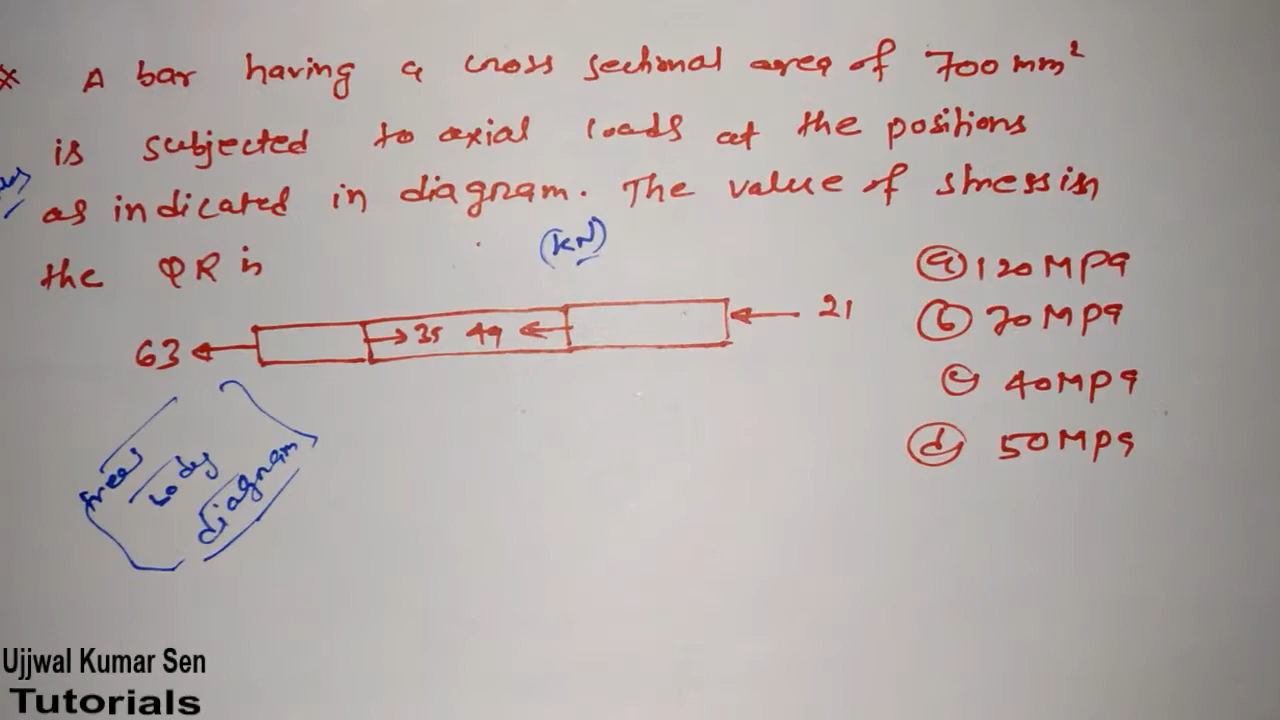 A bar having a cross sectional area of 700 mm²
is subjected to axial loads at the positions
as indicated in diagram. The value of stress in
the QR is
(kN)
63 35 49 21
(a) 120 MPa
(b) 70 MPa
(c) 40 MPa
(d) 50 MPa
free
body
diagram
Ujjwal Kumar Sen
Tutorials